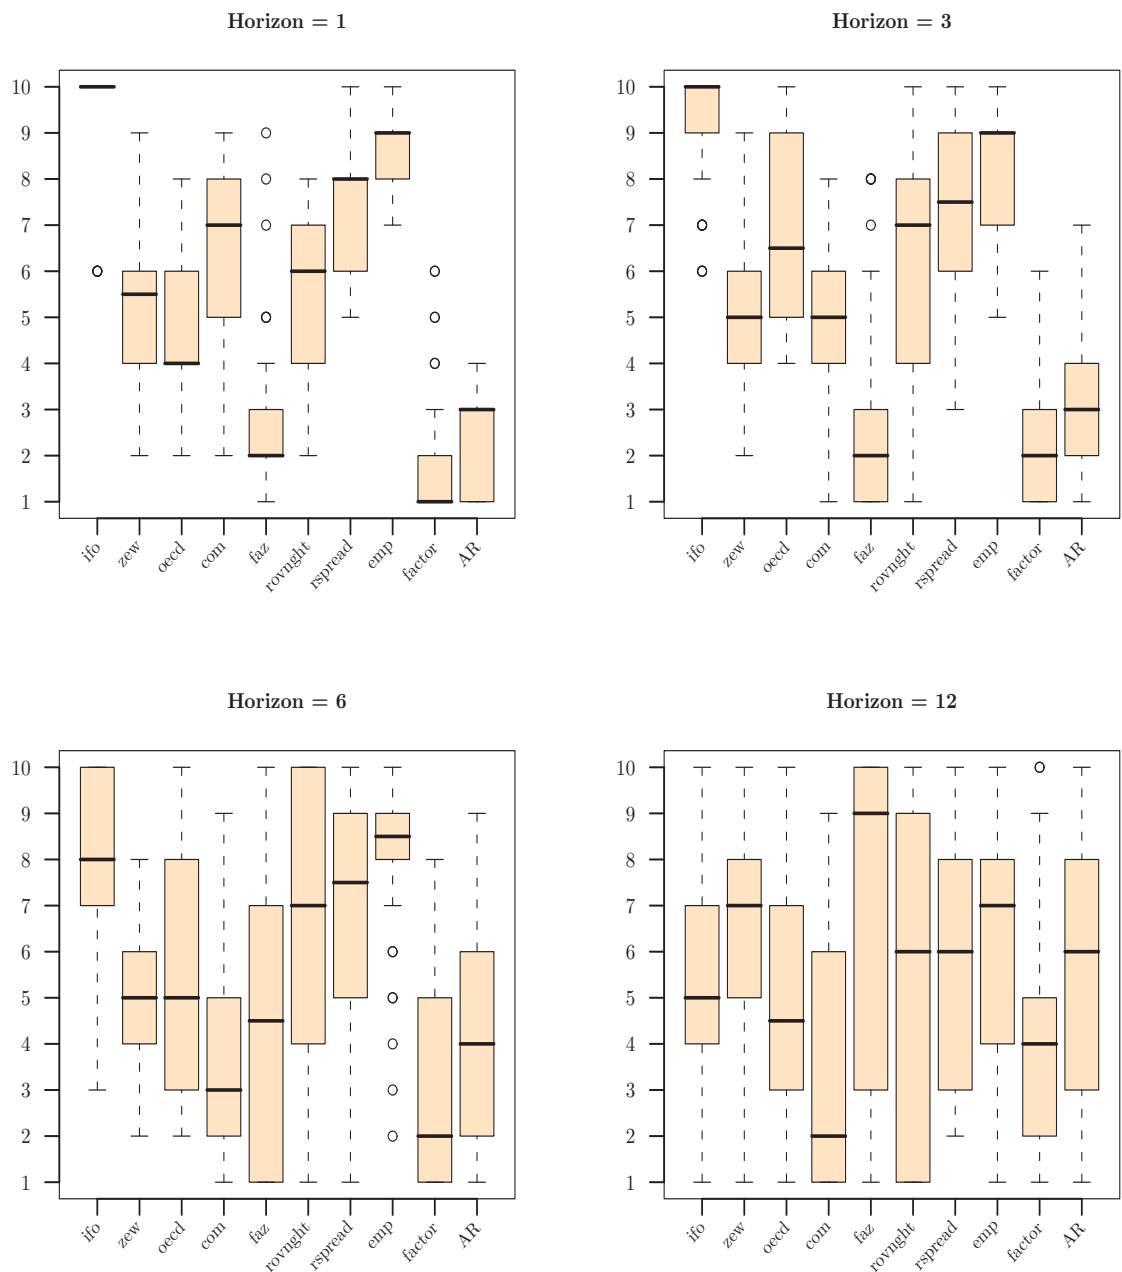 Horizon = 1
10
9
8
7
6
5
4
3
2
1
ifo
zew
oecd
com
faz
rovnght
rspread
emp
factor
AR
Horizon = 3
10
9
8
7
6
5
4
3
2
1
ifo
zew
oecd
com
faz
rovnght
rspread
emp
factor
AR
Horizon = 6
10
9
8
7
6
5
4
3
2
1
ifo
zew
oecd
com
faz
rovnght
rspread
emp
factor
AR
Horizon = 12
10
9
8
7
6
5
4
3
2
1
ifo
zew
oecd
com
faz
rovnght
rspread
emp
factor
AR